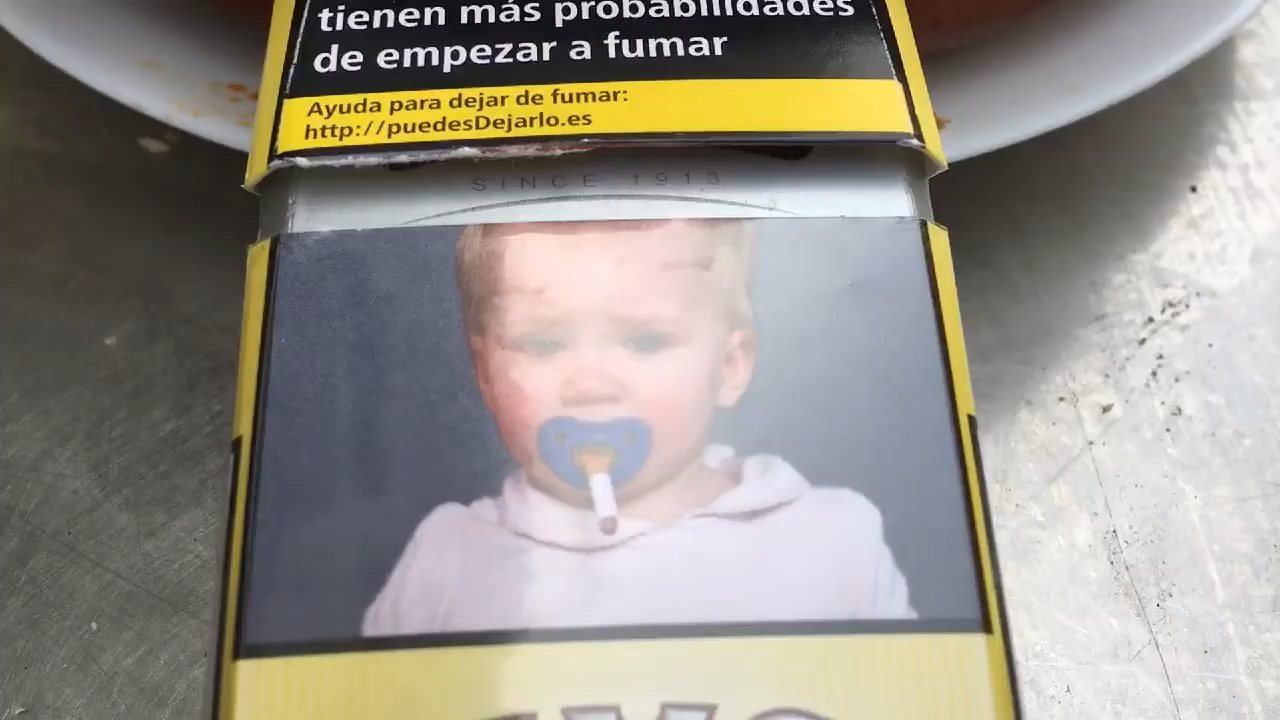 tienen más probabilidades
de empezar a fumar
Ayuda para dejar de fumar:
http://puedesDejarlo.es
SINCE 1913